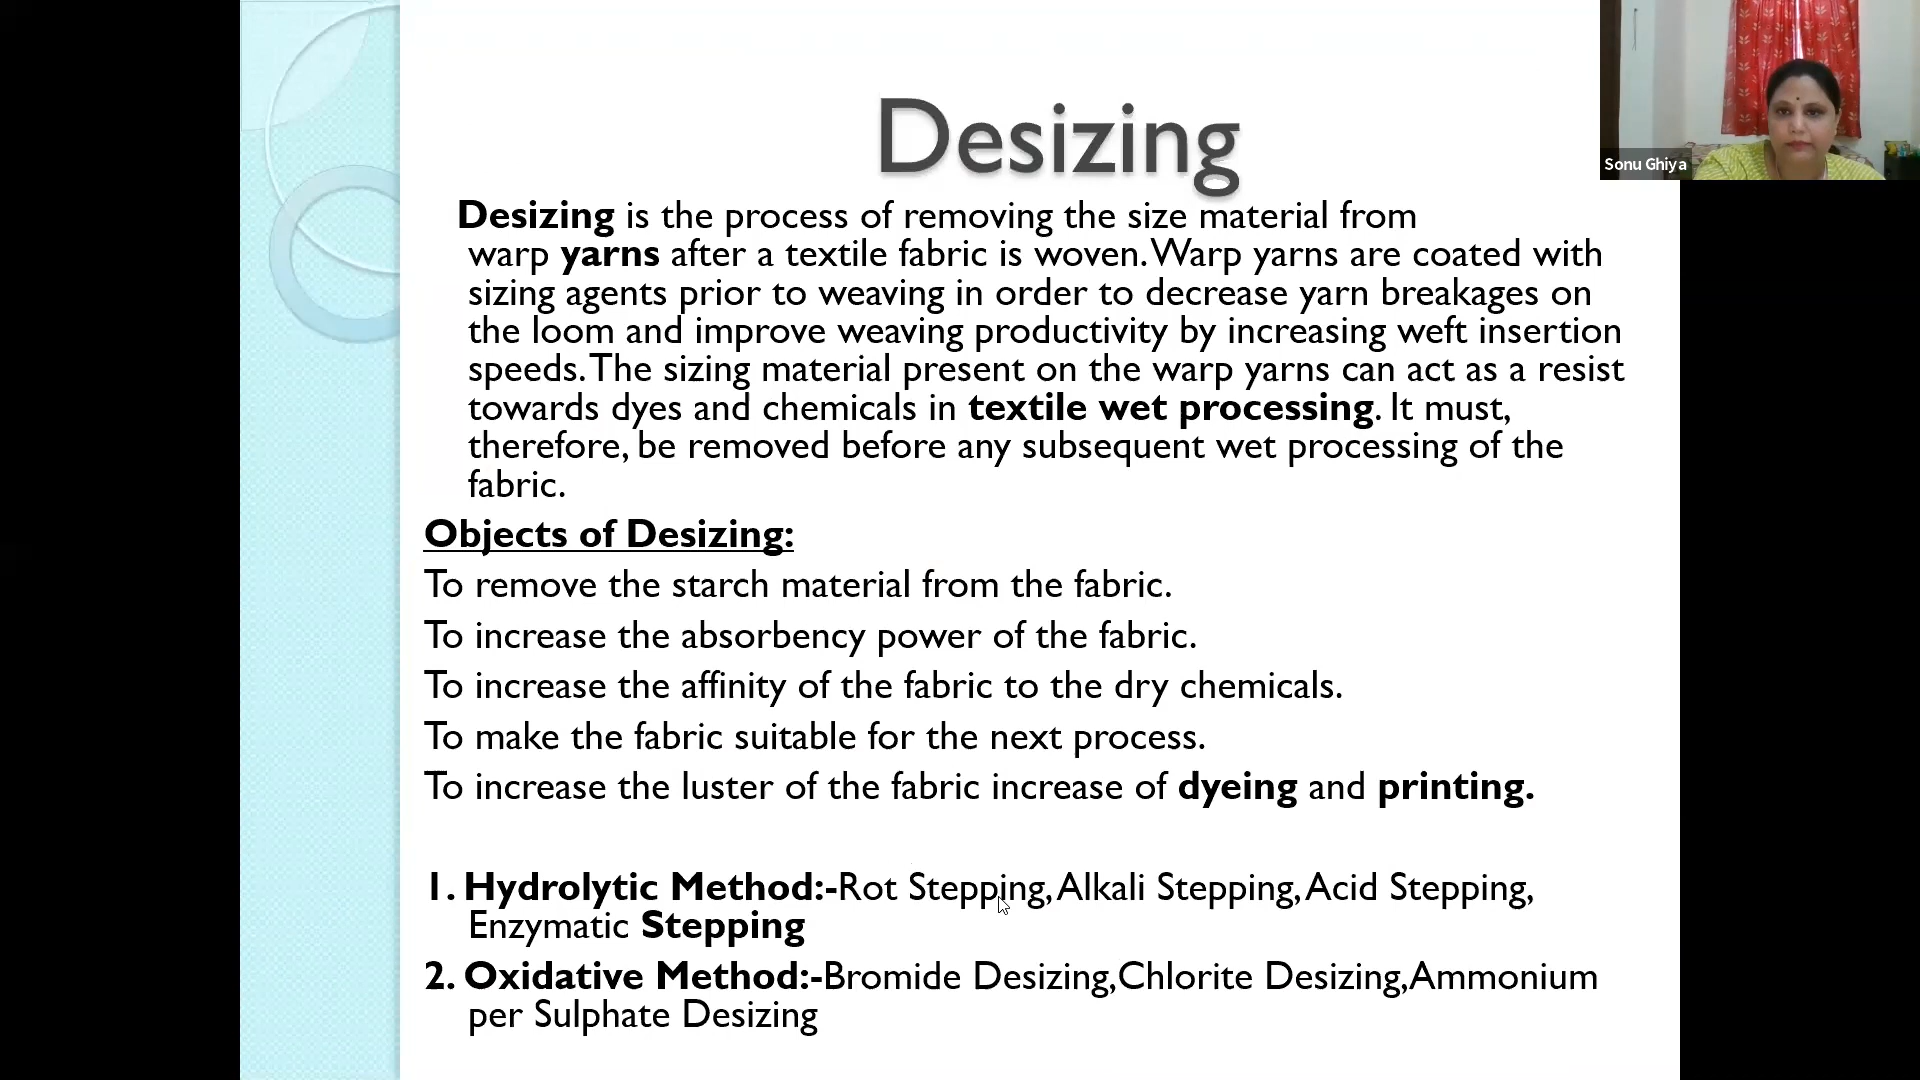 Desizing
Sonu Ghiya
Desizing is the process of removing the size material from
warp yarns after a textile fabric is woven. Warp yarns are coated with
sizing agents prior to weaving in order to decrease yarn breakages on
the loom and improve weaving productivity by increasing weft insertion
speeds. The sizing material present on the warp yarns can act as a resist
towards dyes and chemicals in textile wet processing. It must,
therefore, be removed before any subsequent wet processing of the
fabric.
Objects of Desizing:
To remove the starch material from the fabric.
To increase the absorbency power of the fabric.
To increase the affinity of the fabric to the dry chemicals.
To make the fabric suitable for the next process.
To increase the luster of the fabric increase of dyeing and printing.
1. Hydrolytic Method:-Rot Stepping, Alkali Stepping, Acid Stepping,
Enzymatic Stepping
2. Oxidative Method:-Bromide Desizing,Chlorite Desizing,Ammonium
per Sulphate Desizing